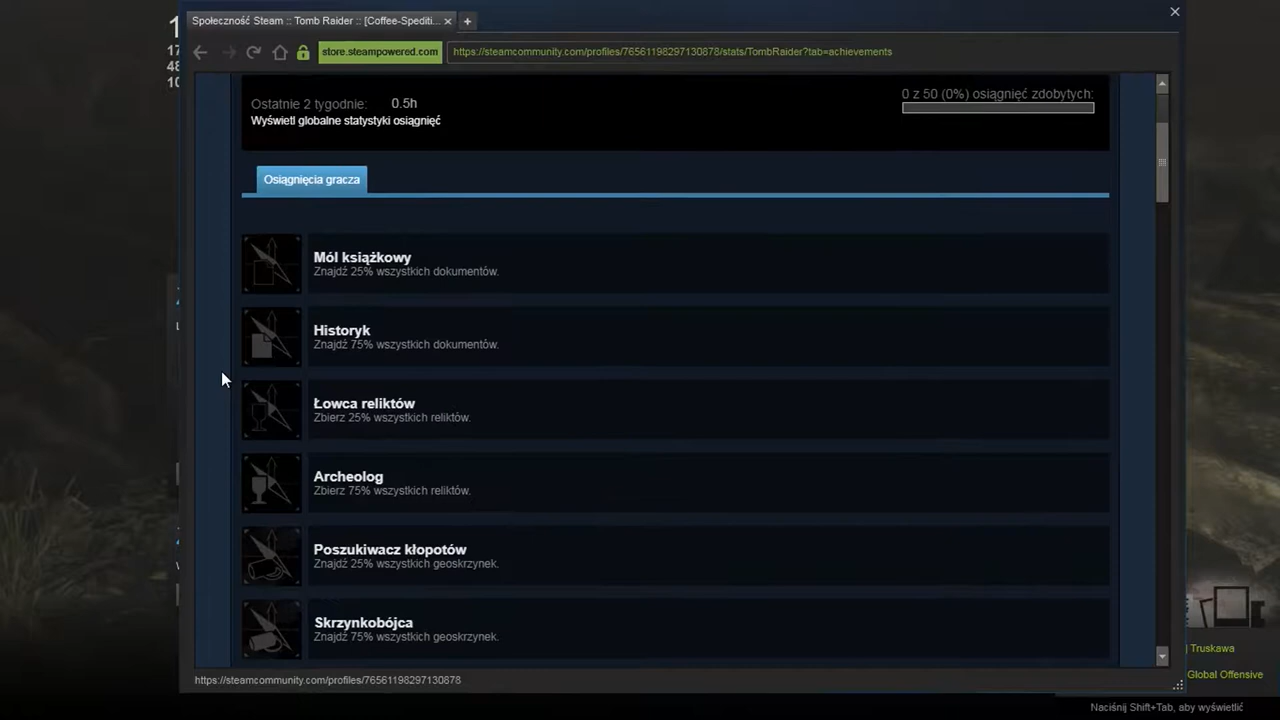 Społeczność Steam :: Tomb Raider :: [Coffee-Spediti...
store.steampowered.com
https://steamcommunity.com/profiles/76561198297130878/stats/TombRaider?tab=achievements
1
17
48
10
Ostatnie 2 tygodnie: 0.5h
Wyświetl globalne statystyki osiągnięć
0 z 50 (0%) osiągnięć zdobytych:
Osiągnięcia gracza
Mól książkowy
Znajdź 25% wszystkich dokumentów.
Historyk
Znajdź 75% wszystkich dokumentów.
Łowca reliktów
Zbierz 25% wszystkich reliktów.
Archeolog
Zbierz 75% wszystkich reliktów.
Poszukiwacz kłopotów
Znajdź 25% wszystkich geoskrzynek.
Skrzynkobójca
Znajdź 75% wszystkich geoskrzynek.
https://steamcommunity.com/profiles/76561198297130878
Truskawa
Global Offensive
Naciśnij Shift+Tab, aby wyświetlić